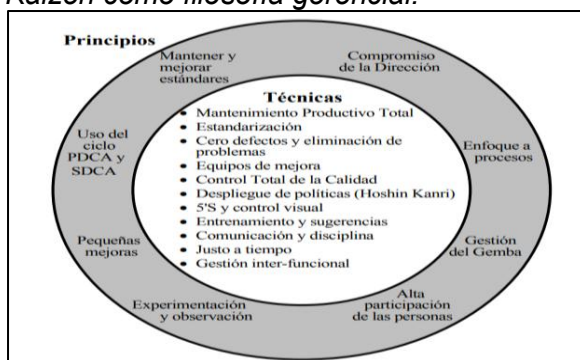 Kaizen como filosofía gerencial.
Principios
Mantener y
mejorar
estándares
Compromiso
de la Dirección
Enfoque a
procesos
Gestión
del Gemba
Alta
participación
de las personas
Experimentación
y observación
Pequeñas
mejoras
Uso del
ciclo
PDCA y
SDCA
Técnicas
• Mantenimiento Productivo Total
• Estandarización
• Cero defectos y eliminación de
problemas
• Equipos de mejora
• Control Total de la Calidad
• Despliegue de políticas (Hoshin Kanri)
• 5'S y control visual
• Entrenamiento y sugerencias
• Comunicación y disciplina
• Justo a tiempo
• Gestión inter-funcional